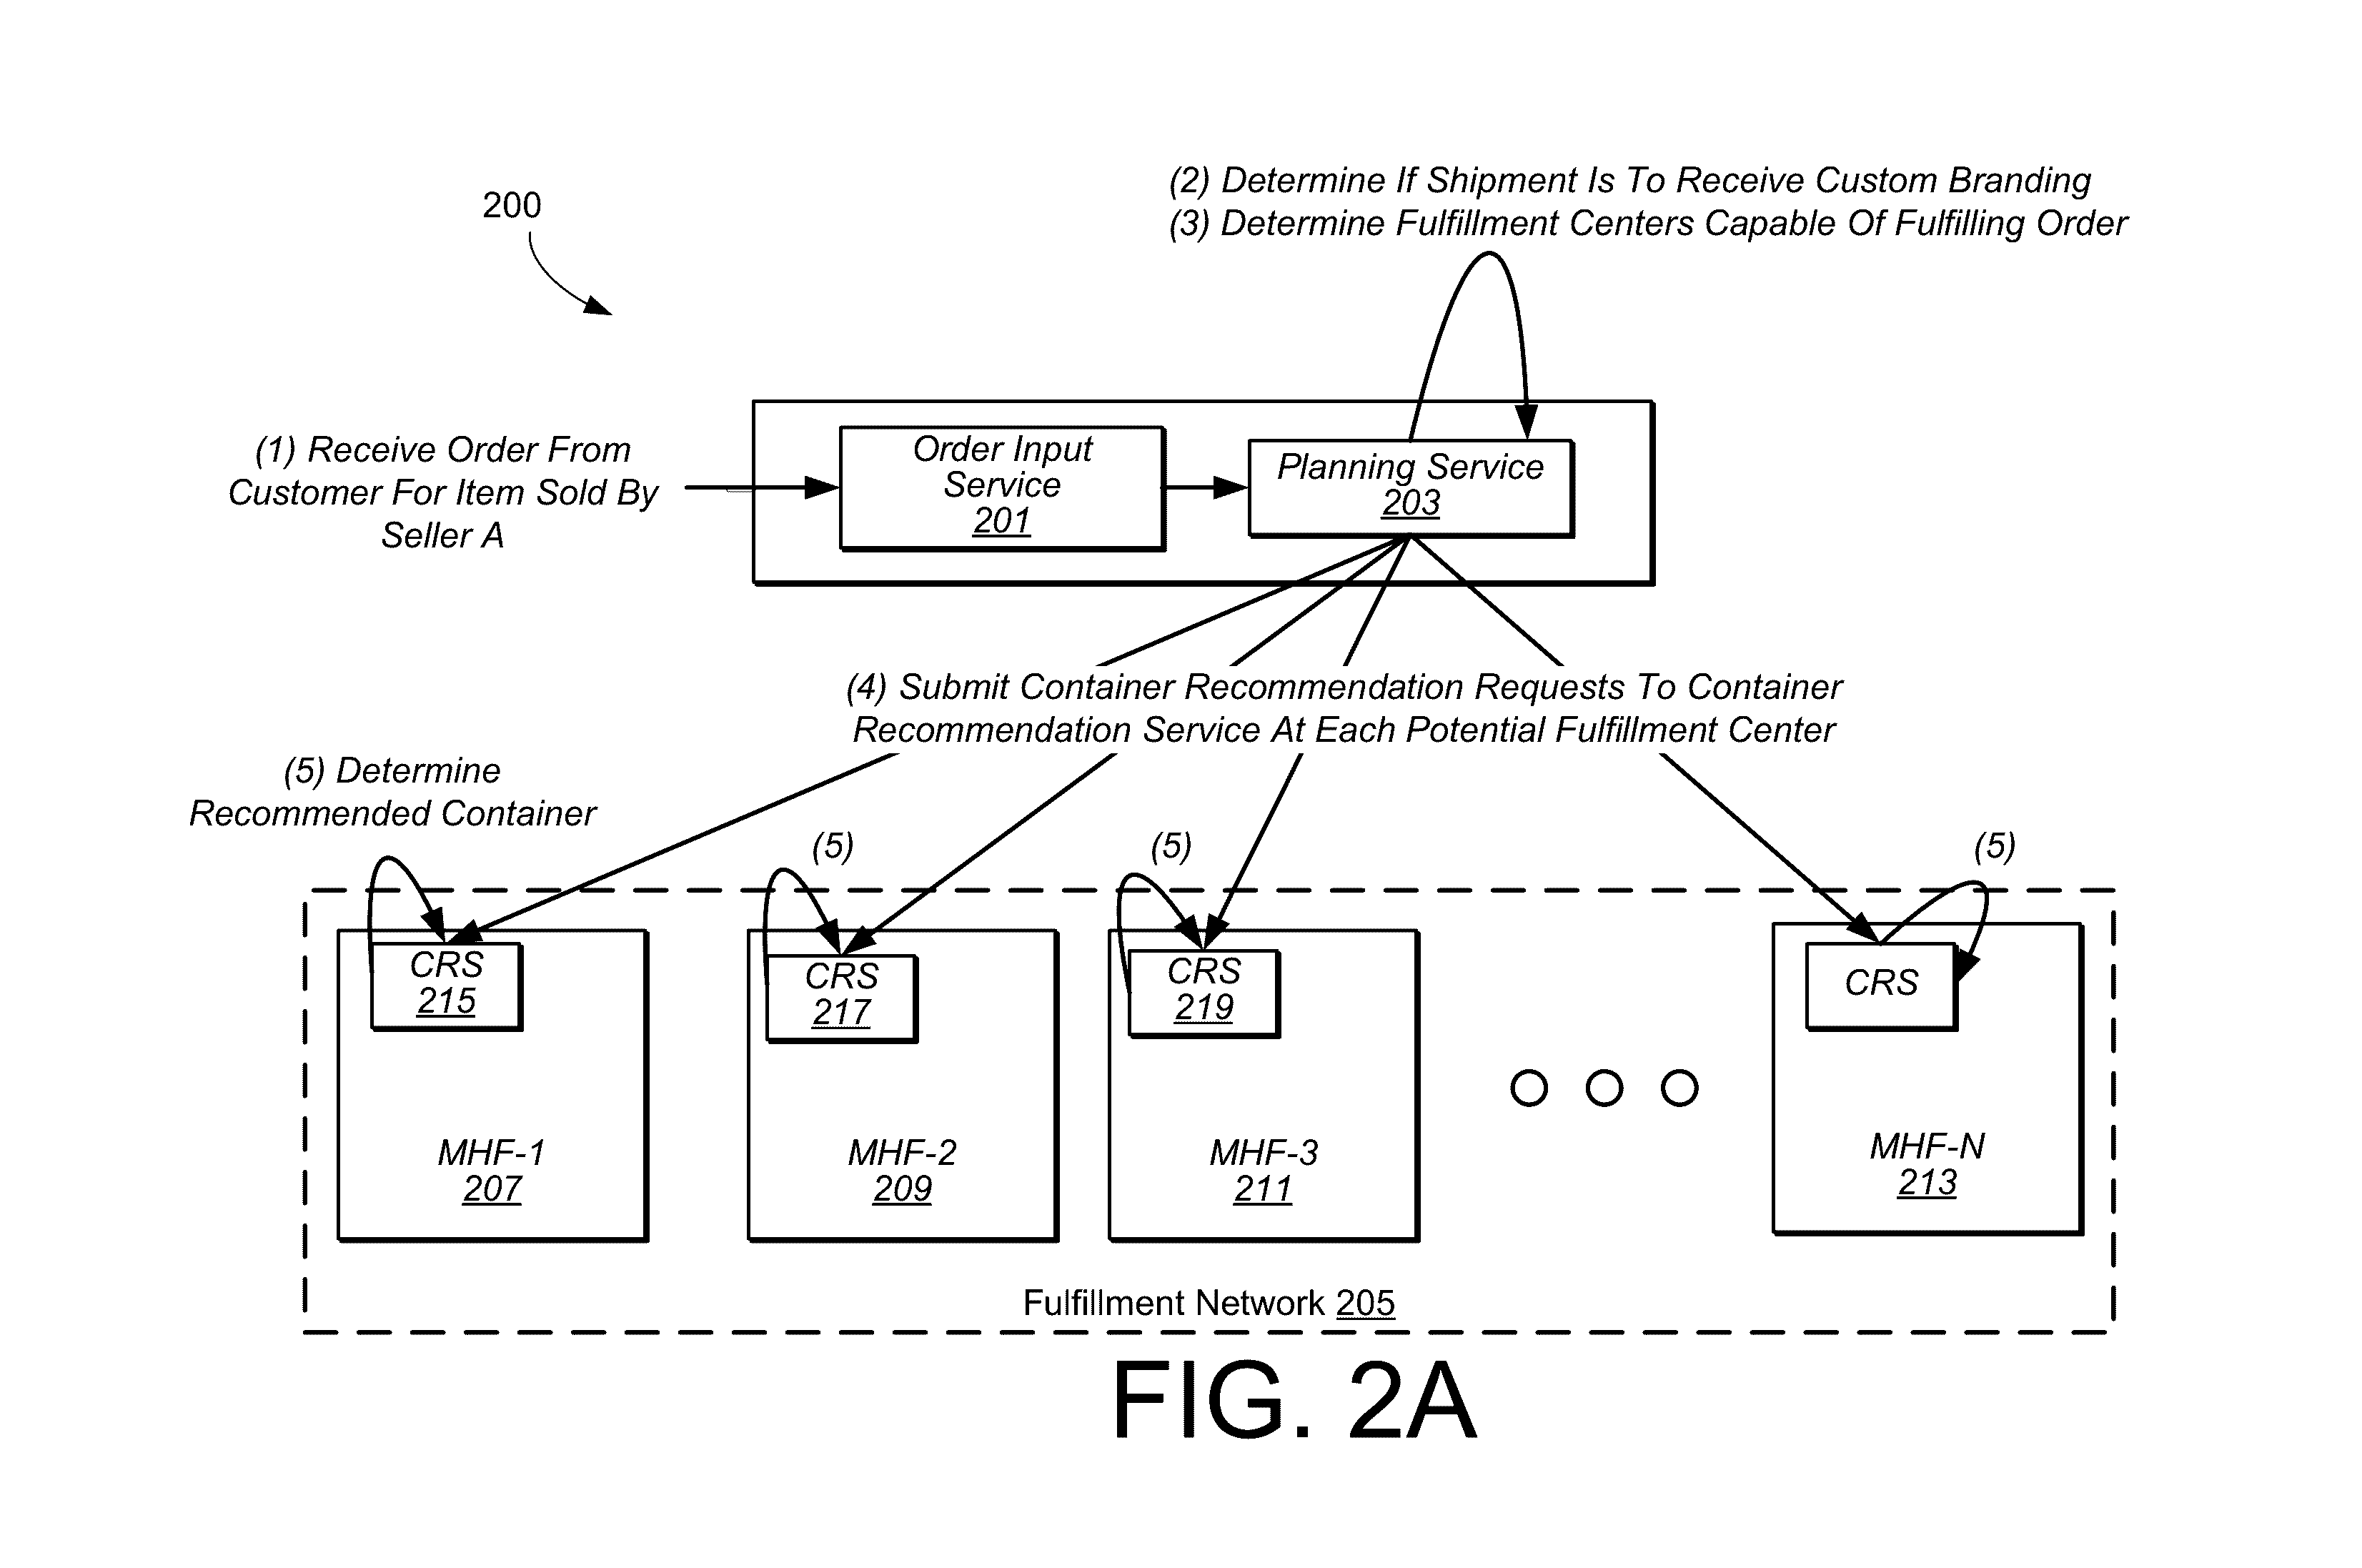 200
(2) Determine If Shipment Is To Receive Custom Branding
(3) Determine Fulfillment Centers Capable Of Fulfilling Order
(1) Receive Order From
Customer For Item Sold By
Seller A
Order Input
Service
201
Planning Service
203
(4) Submit Container Recommendation Requests To Container
Recommendation Service At Each Potential Fulfillment Center
(5) Determine
Recommended Container
(5)
(5)
(5)
CRS
215
CRS
217
CRS
219
CRS
MHF-1
207
MHF-2
209
MHF-3
211
MHF-N
213
Fulfillment Network 205
FIG. 2A